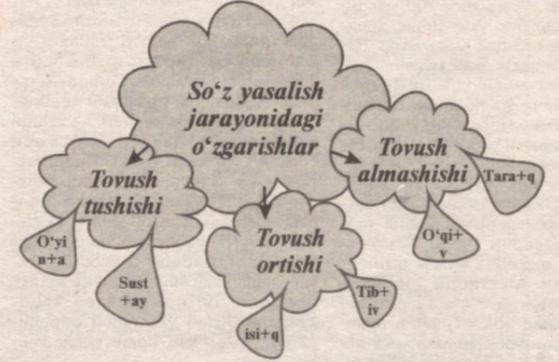 So‘z yasalish
jarayonidagi
o‘zgarishlar
Tovush
tushishi
O‘yi
n+a
Sust
+ay
Tovush
ortishi
isi+q
Tib+
iv
Tovush
almashishi
Tara+q
O‘qi+
v